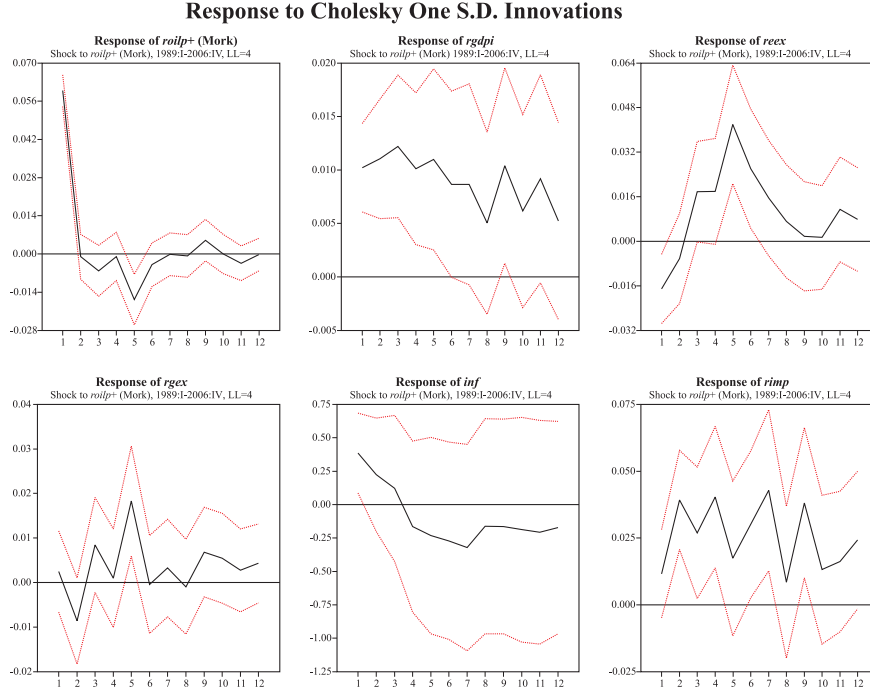 Response to Cholesky One S.D. Innovations
Response of roilp+ (Mork)
Shock to roilp+ (Mork), 1989:I-2006:IV, LL=4
0.070
0.056
0.042
0.028
0.014
0.000
-0.014
-0.028
1 2 3 4 5 6 7 8 9 10 11 12
Response of rgdpi
Shock to roilp+ (Mork), 1989:I-2006:IV, LL=4
0.020
0.015
0.010
0.005
0.000
-0.005
1 2 3 4 5 6 7 8 9 10 11 12
Response of reex
Shock to roilp+ (Mork), 1989:I-2006:IV, LL=4
0.064
0.048
0.032
0.016
0.000
-0.016
-0.032
1 2 3 4 5 6 7 8 9 10 11 12
Response of rgex
Shock to roilp+ (Mork), 1989:I-2006:IV, LL=4
0.04
0.03
0.02
0.01
0.00
-0.01
-0.02
1 2 3 4 5 6 7 8 9 10 11 12
Response of inf
Shock to roilp+ (Mork), 1989:I-2006:IV, LL=4
0.75
0.50
0.25
0.00
-0.25
-0.50
-0.75
-1.00
-1.25
1 2 3 4 5 6 7 8 9 10 11 12
Response of rimp
Shock to roilp+ (Mork), 1989:I-2006:IV, LL=4
0.075
0.050
0.025
0.000
-0.025
1 2 3 4 5 6 7 8 9 10 11 12